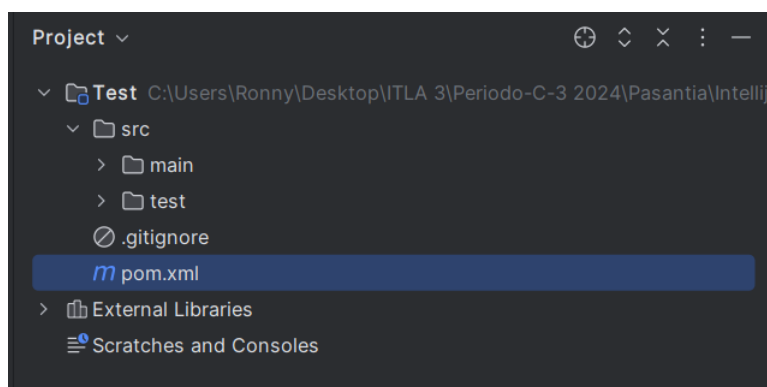 Project
Test C:\Users\Ronny\Desktop\ITLA 3\Periodo-C-3 2024\Pasantia\Intellij
src
main
test
.gitignore
pom.xml
External Libraries
Scratches and Consoles